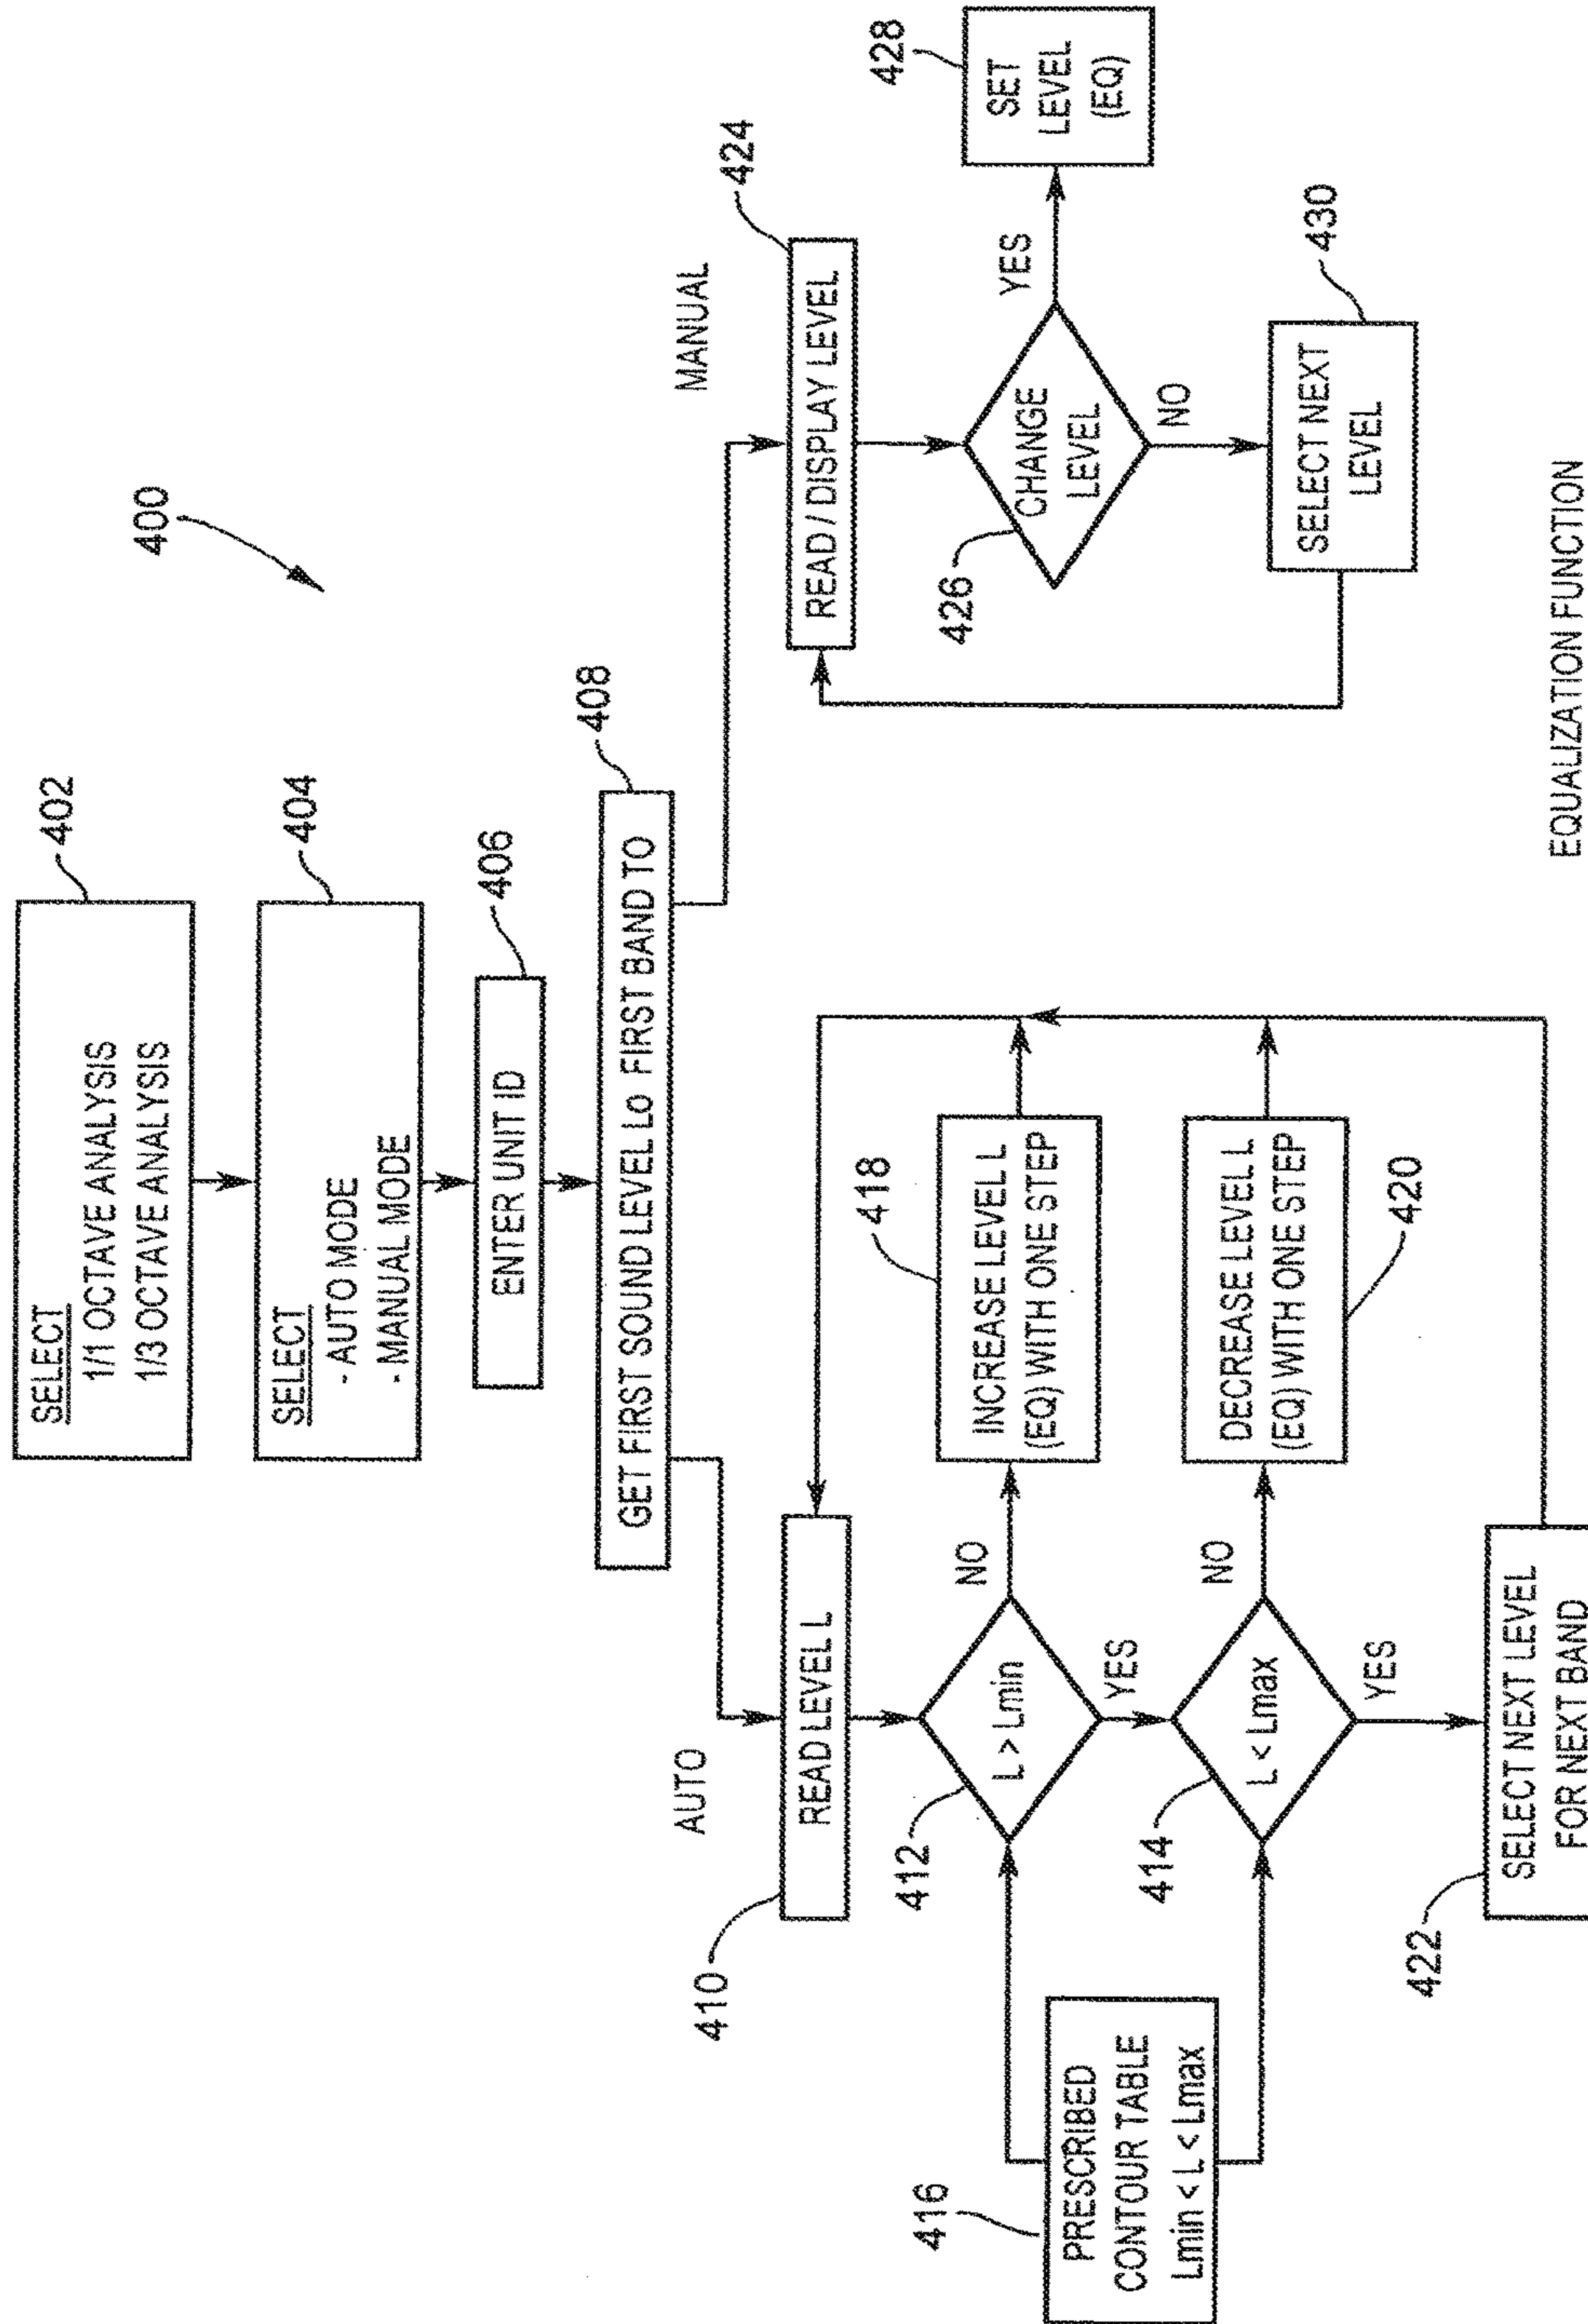 400
402
SELECT
1/1 OCTAVE ANALYSIS
1/3 OCTAVE ANALYSIS
404
SELECT
- AUTO MODE
- MANUAL MODE
406
ENTER UNIT ID
408
GET FIRST SOUND LEVEL Lo FIRST BAND TO
AUTO
410
READ LEVEL L
412
L > Lmin
NO
YES
418
INCREASE LEVEL L
(EQ) WITH ONE STEP
416
PRESCRIBED
CONTOUR TABLE
Lmin < L < Lmax
414
L < Lmax
NO
YES
DECREASE LEVEL L
(EQ) WITH ONE STEP
420
422
SELECT NEXT LEVEL
FOR NEXT BAND
MANUAL
424
READ / DISPLAY LEVEL
426
CHANGE
LEVEL
YES
NO
428
SET
LEVEL
(EQ)
430
SELECT NEXT
LEVEL
EQUALIZATION FUNCTION